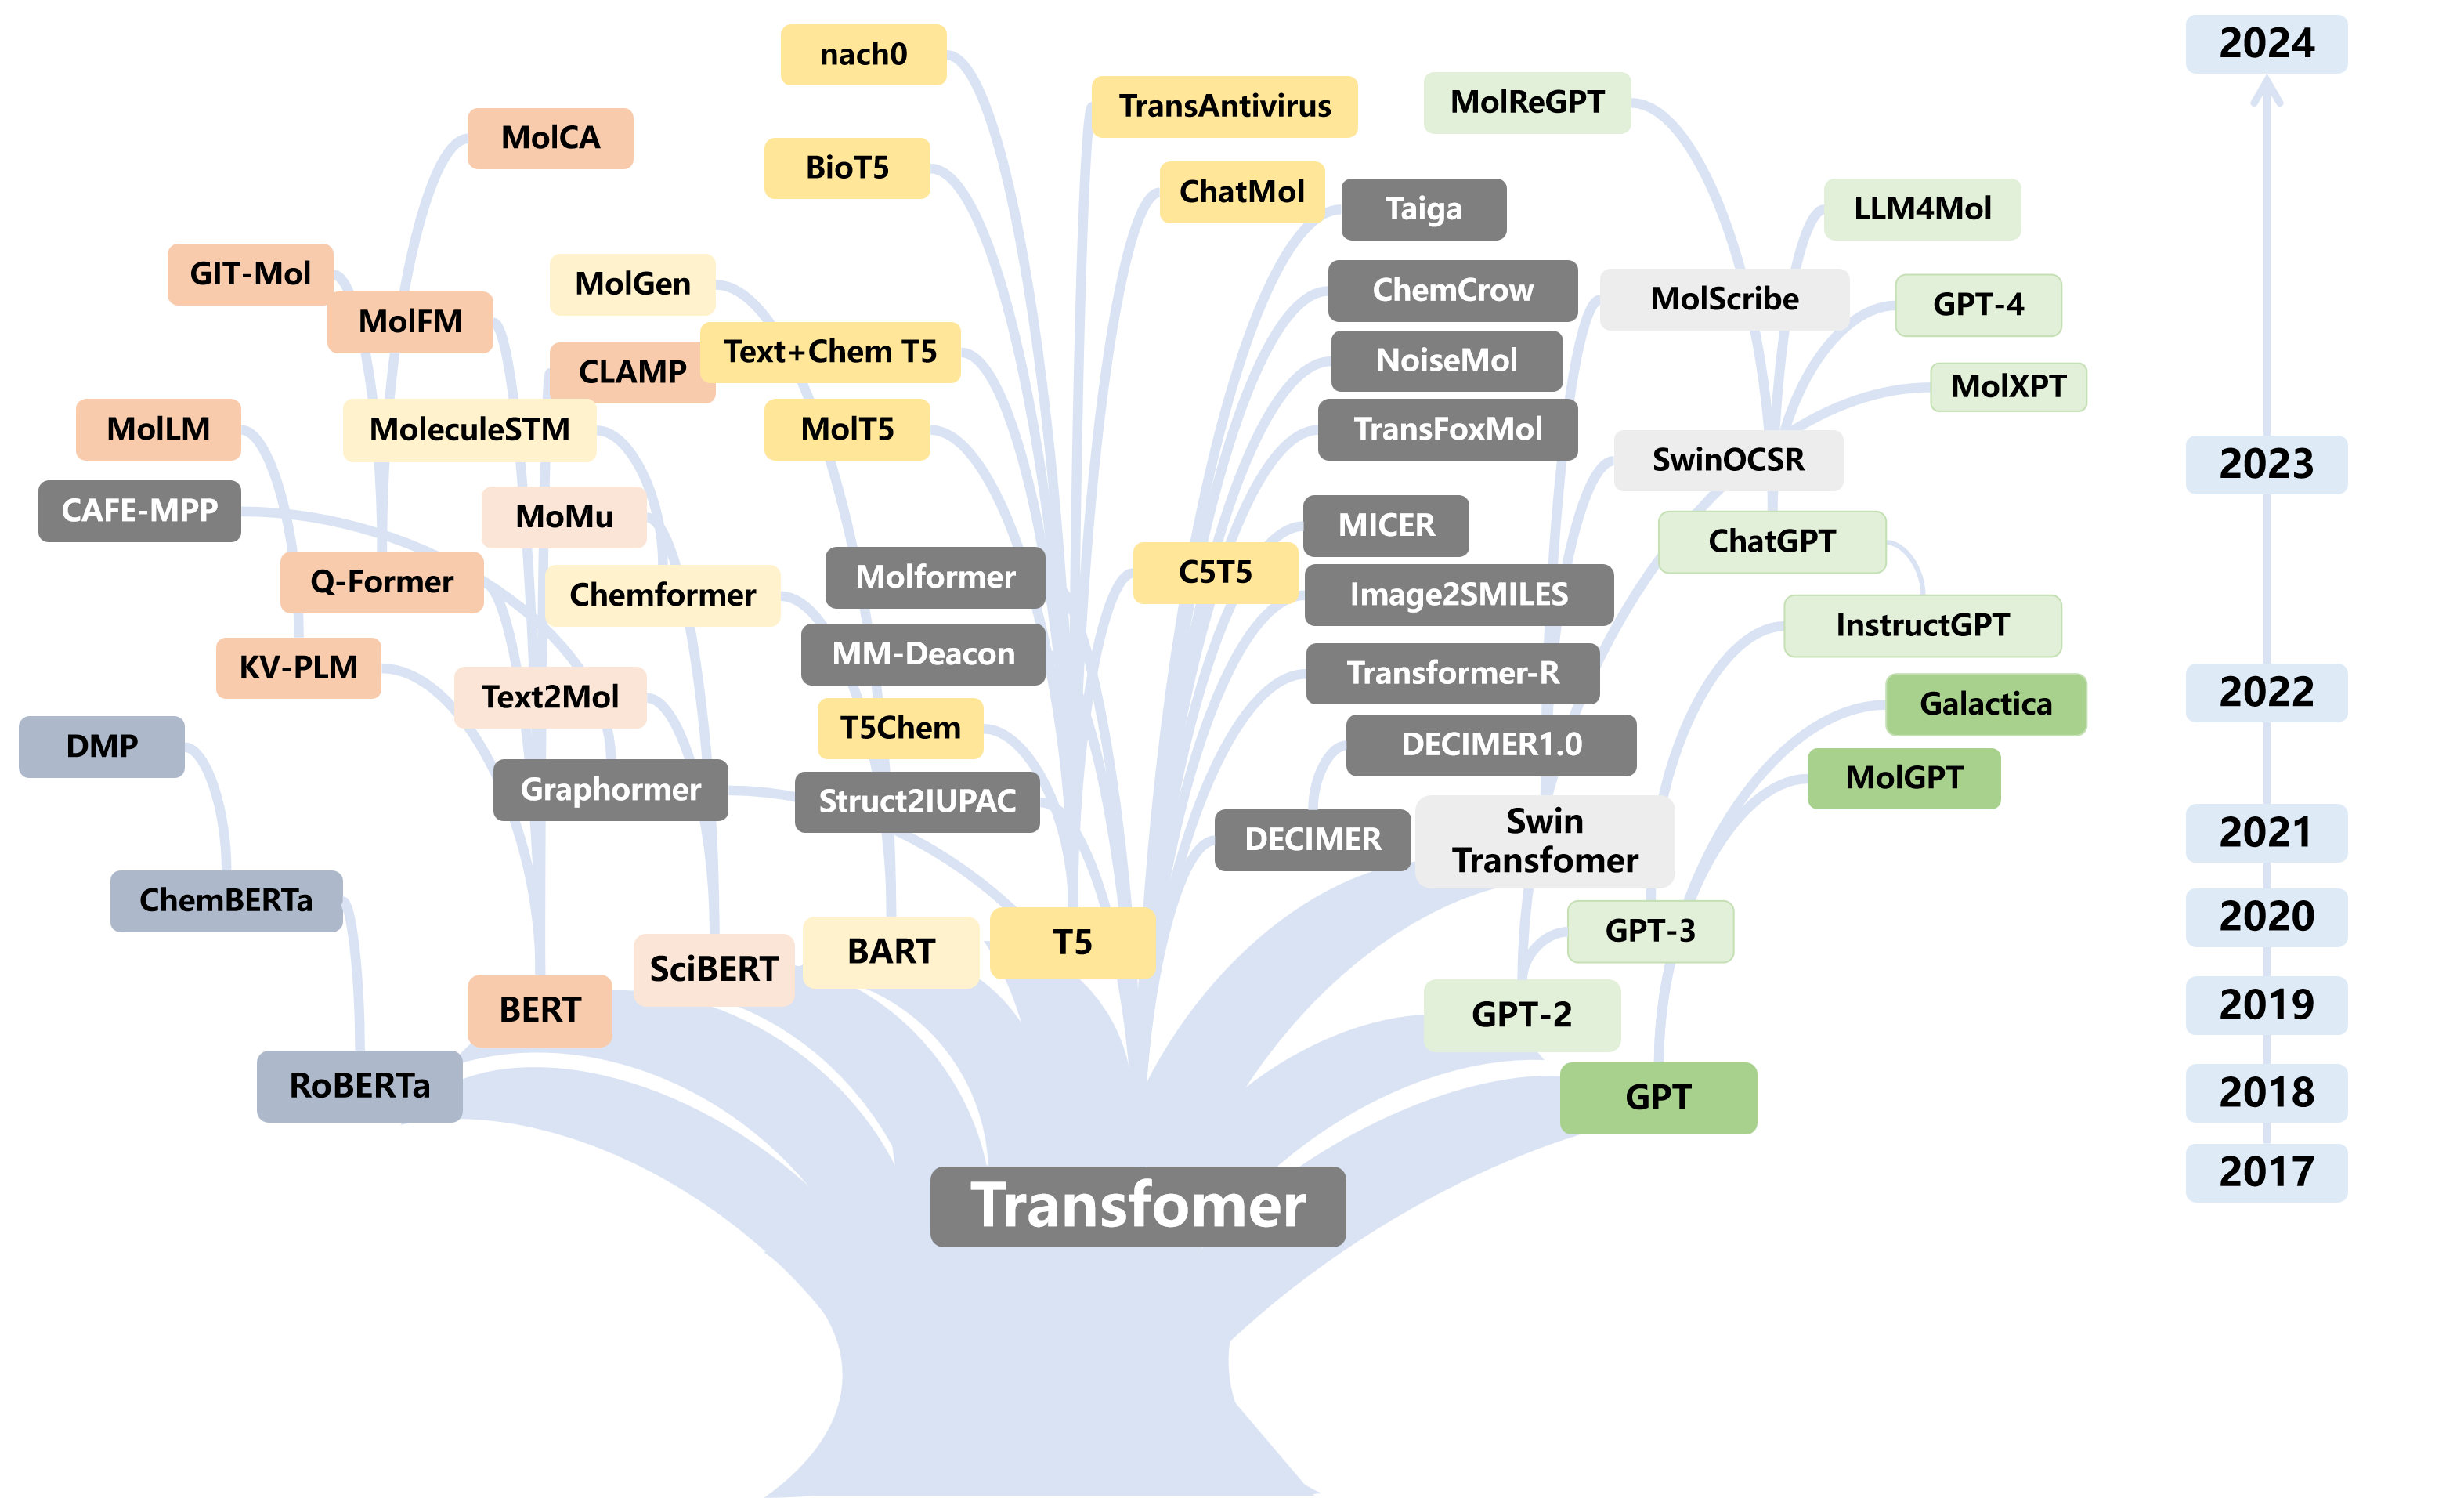 nach0
TransAntivirus
MolReGPT
MolCA
BioT5
ChatMol
Taiga
LLM4Mol
GIT-Mol
MolGen
ChemCrow
MolScribe
GPT-4
MolFM
Text+Chem T5
NoiseMol
CLAMP
MolXPT
MolLM
MoleculeSTM
MolT5
TransFoxMol
SwinOCSR
CAFE-MPP
MoMu
MICER
ChatGPT
Q-Former
Chemformer
Molformer
C5T5
Image2SMILES
InstructGPT
KV-PLM
MM-Deacon
Transformer-R
Text2Mol
Galactica
DMP
T5Chem
DECIMER1.0
MolGPT
Graphormer
Struct2IUPAC
DECIMER
Swin
Transfomer
ChemBERTa
GPT-3
SciBERT
BART
T5
BERT
GPT-2
RoBERTa
GPT
Transfomer
2024
2023
2022
2021
2020
2019
2018
2017